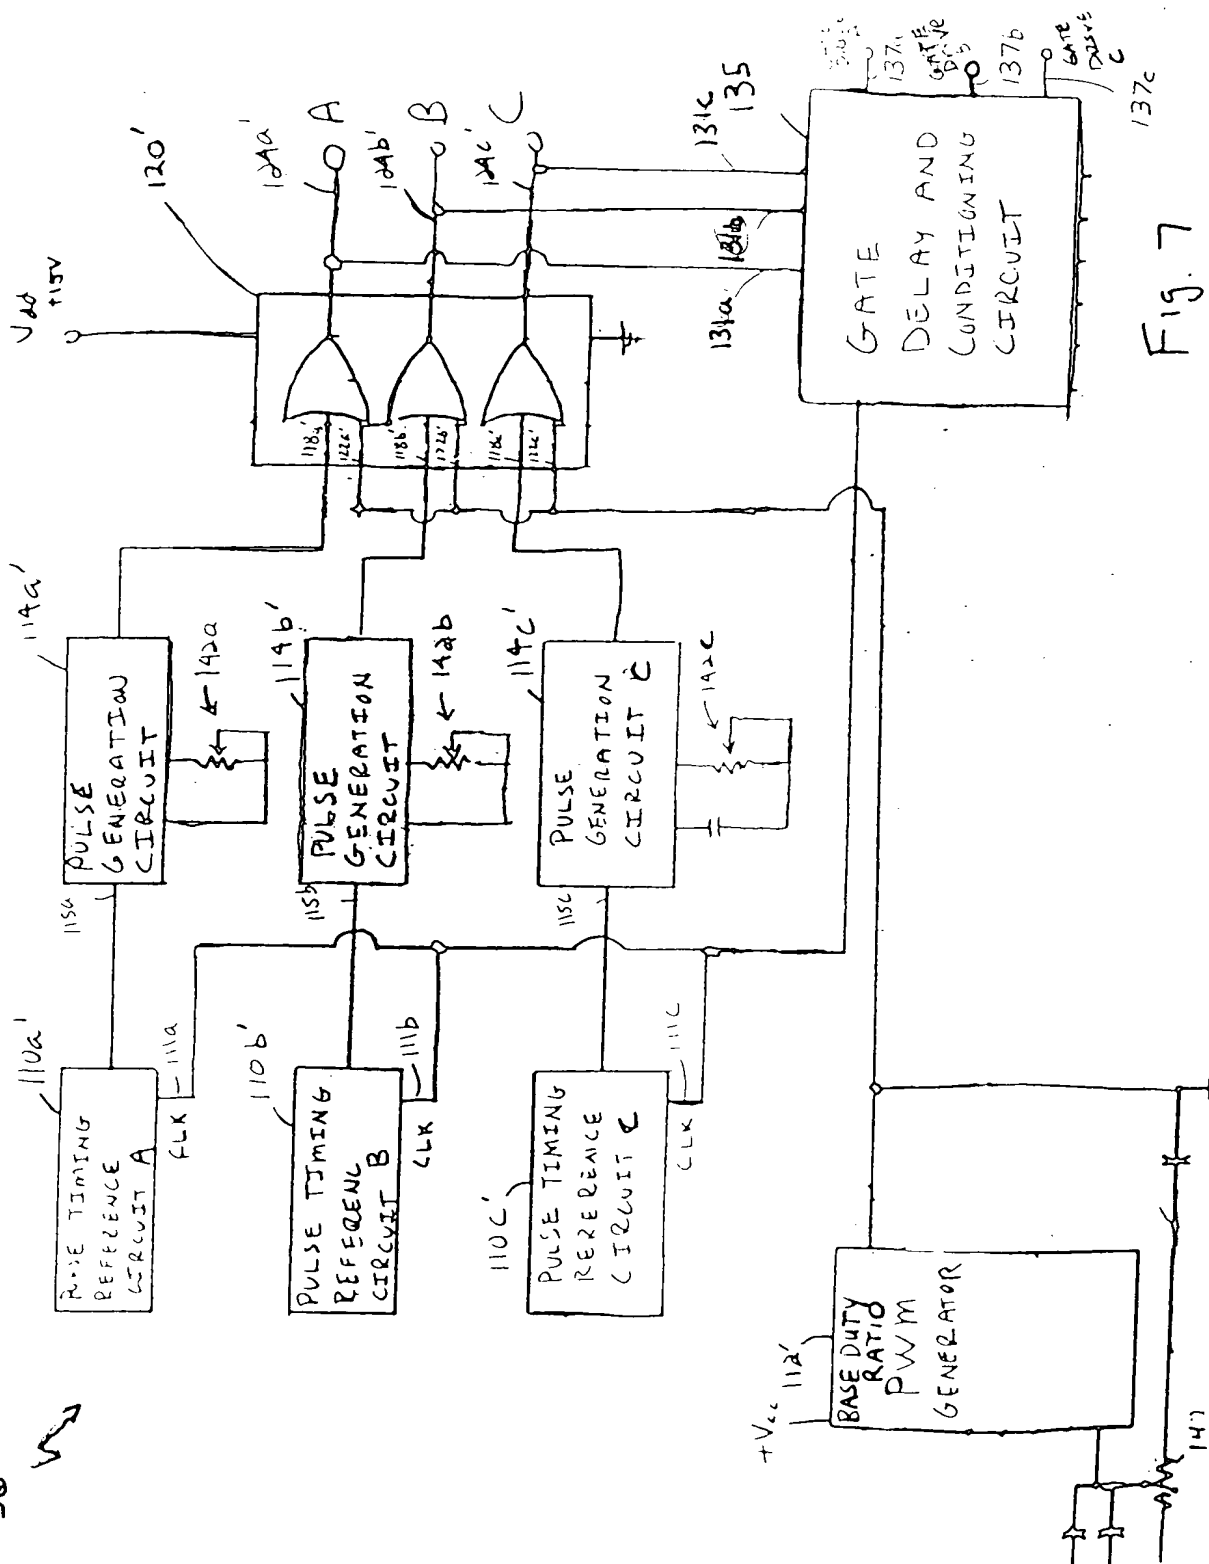 30
110a'
PULSE TIMING
REFERENCE
CIRCUIT A
CLK
111a
115a
114a'
PULSE
GENERATION
CIRCUIT
142a
110b'
PULSE TIMING
REFERENC
CIRCUIT B
CLK
111b
115b
114b'
PULSE
GENERATION
CIRCUIT
142b
110c'
PULSE TIMING
REZERENCE
CIRCUIT C
CLK
111c
115c
114c'
PULSE
GENERATION
CIRCUIT C
142c
Vdd
+15V
120'
118a'
122a'
118b'
122b'
118c'
122c'
124a'
A
124b'
B
124c'
C
131a
131b
131c
135
GATE
DELAY AND
CONDITIONING
CIRCUIT
137a
GATE
DRIVE
B
137b
GATE
DRIVE
C
137c
+Vcc
112'
BASE DUTY
RATIO
PWM
GENERATOR
147
Fig. 7